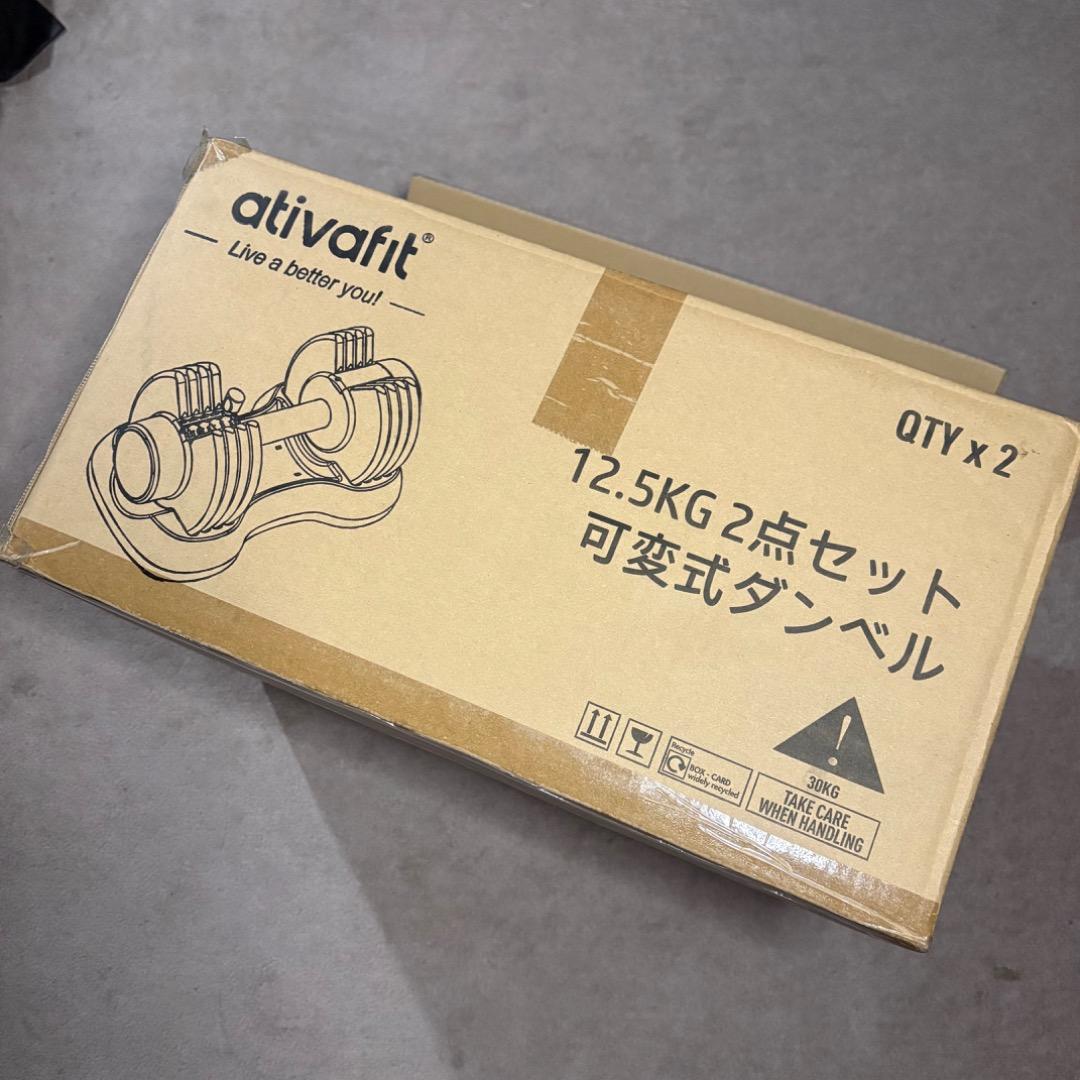 ativafit®
Live a better you!
QTY x 2
12.5KG 2点セット
可変式ダンベル
Recycle
BOX - CARD
widely recycled
!
30KG
TAKE CARE
WHEN HANDLING